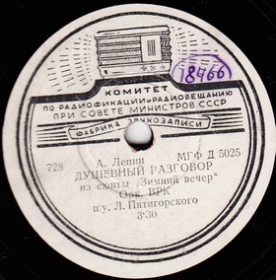 18466
КОМИТЕТ
ПО РАДИОФИКАЦИИ и РАДИОВЕЩАНИЮ
ПРИ СОВЕТЕ МИНИСТРОВ СССР
ФАБРИКА ЗВУКОЗАПИСИ
А. Лепин
728 МГФ Д 5025
ДУШЕВНЫЙ РАЗГОВОР
из сюиты „Зимний вечер"
Орк. ВРК
п/у. Л. Пятигорского
3'30